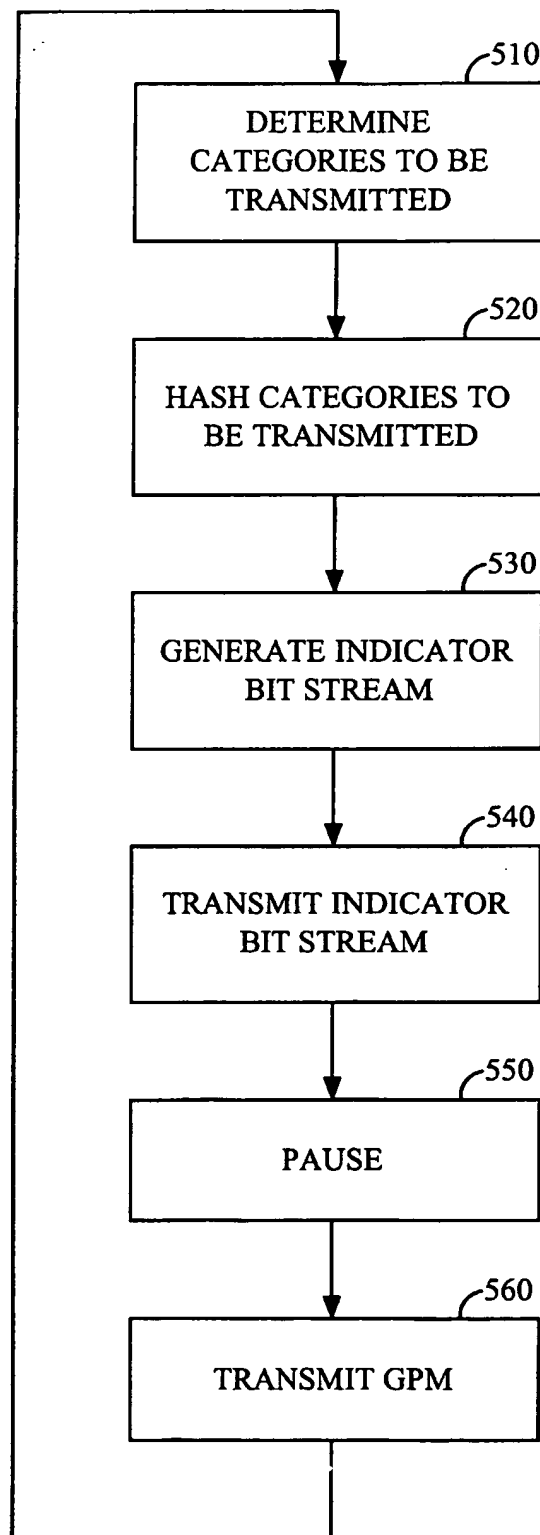 510
DETERMINE
CATEGORIES TO BE
TRANSMITTED
520
HASH CATEGORIES TO
BE TRANSMITTED
530
GENERATE INDICATOR
BIT STREAM
540
TRANSMIT INDICATOR
BIT STREAM
550
PAUSE
560
TRANSMIT GPM